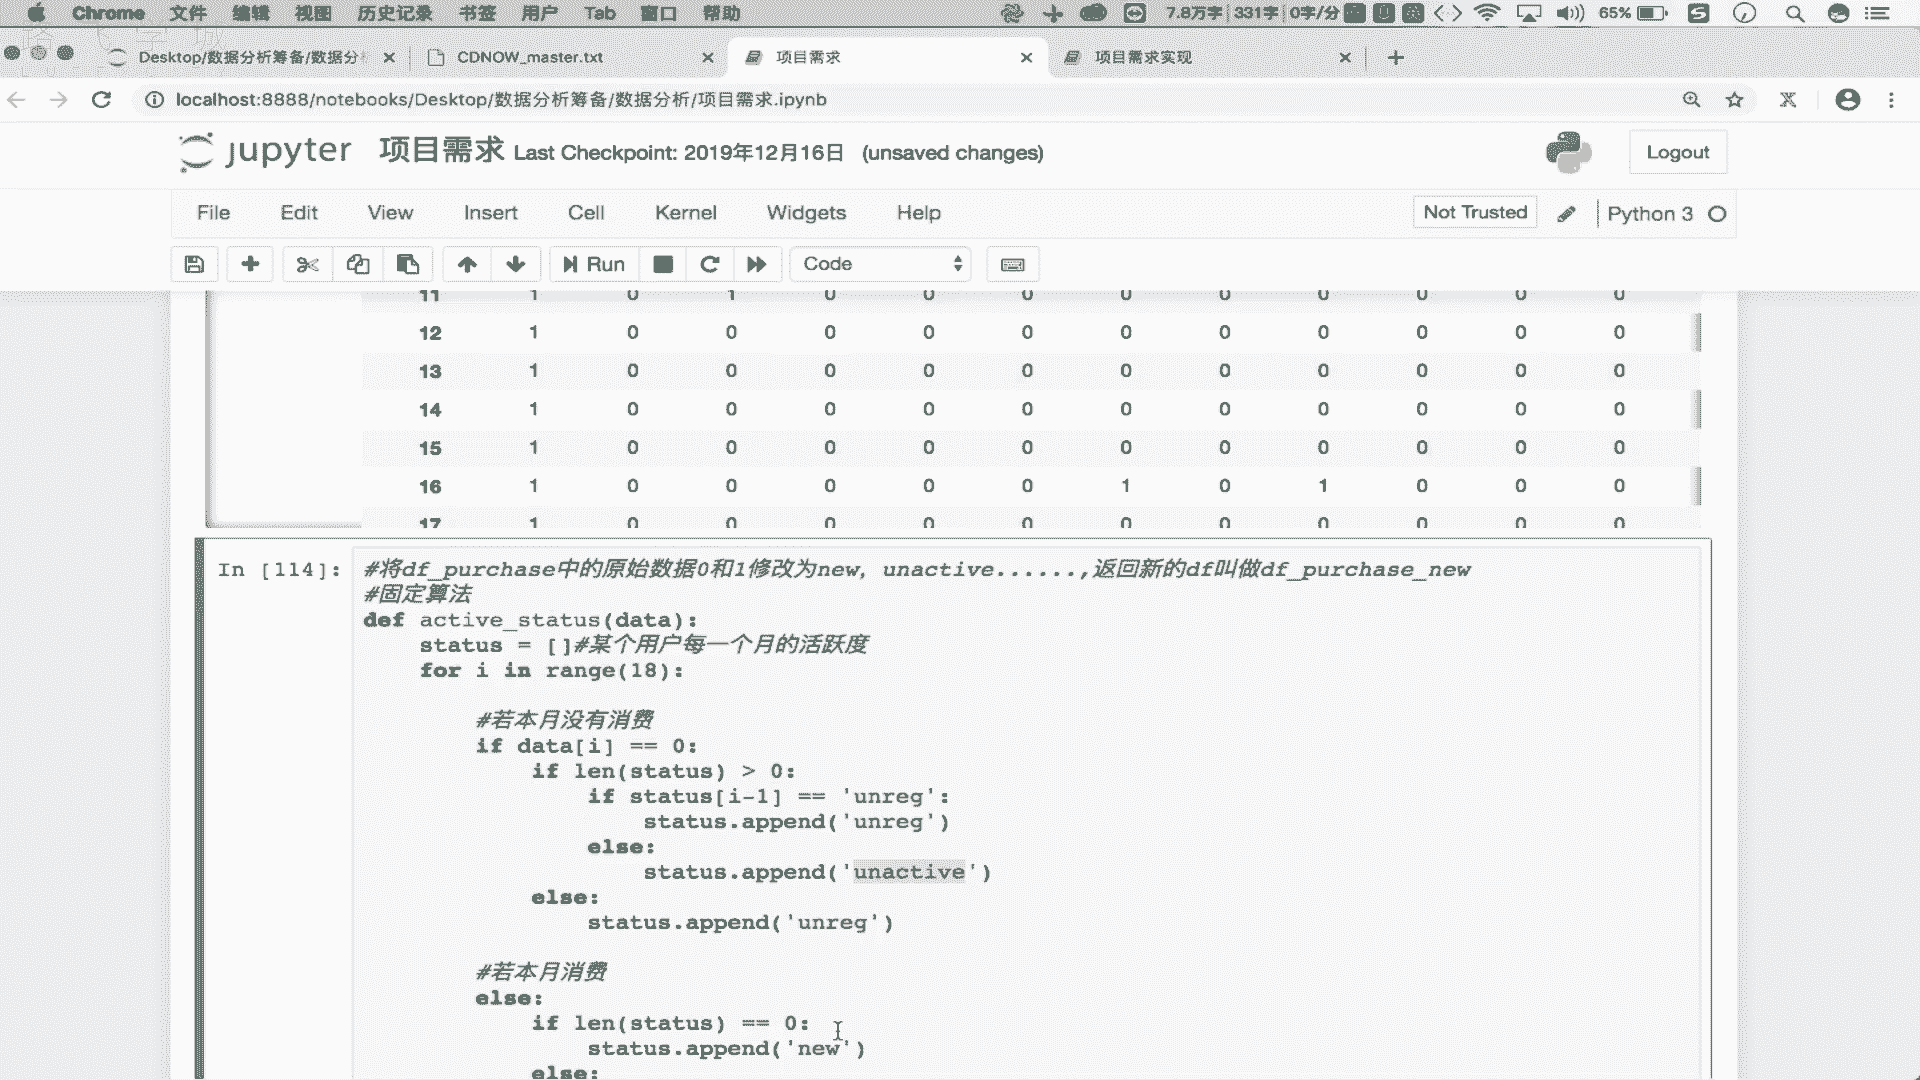 Chrome 文件 编辑 视图 历史记录 书签 用户 Tab 窗口 帮助 7.8万字 331字 0字/分 65%
Desktop/数据分析筹备/数据分 CDNOW_master.txt 项目需求 项目需求实现
localhost:8888/notebooks/Desktop/数据分析筹备/数据分析/项目需求.ipynb
jupyter 项目需求 Last Checkpoint: 2019年12月16日 (unsaved changes) Logout
File Edit View Insert Cell Kernel Widgets Help Not Trusted Python 3
Run Code
11 1 0 1 0 0 0 0 0 0 0 0 0
12 1 0 0 0 0 0 0 0 0 0 0 0
13 1 0 0 0 0 0 0 0 0 0 0 0
14 1 0 0 0 0 0 0 0 0 0 0 0
15 1 0 0 0 0 0 0 0 0 0 0 0
16 1 0 0 0 0 0 1 0 1 0 0 0
17 1 0 0 0 0 0 0 0 0 0 0 0
In [114]: #将df_purchase中的原始数据0和1修改为new, unactive......,返回新的df叫做df_purchase_new
#固定算法
def active_status(data):
status = []#某个用户每一个月的活跃度
for i in range(18):
#若本月没有消费
if data[i] == 0:
if len(status) > 0:
if status[i-1] == 'unreg':
status.append('unreg')
else:
status.append('unactive')
else:
status.append('unreg')
#若本月消费
else:
if len(status) == 0:
status.append('new')
else: